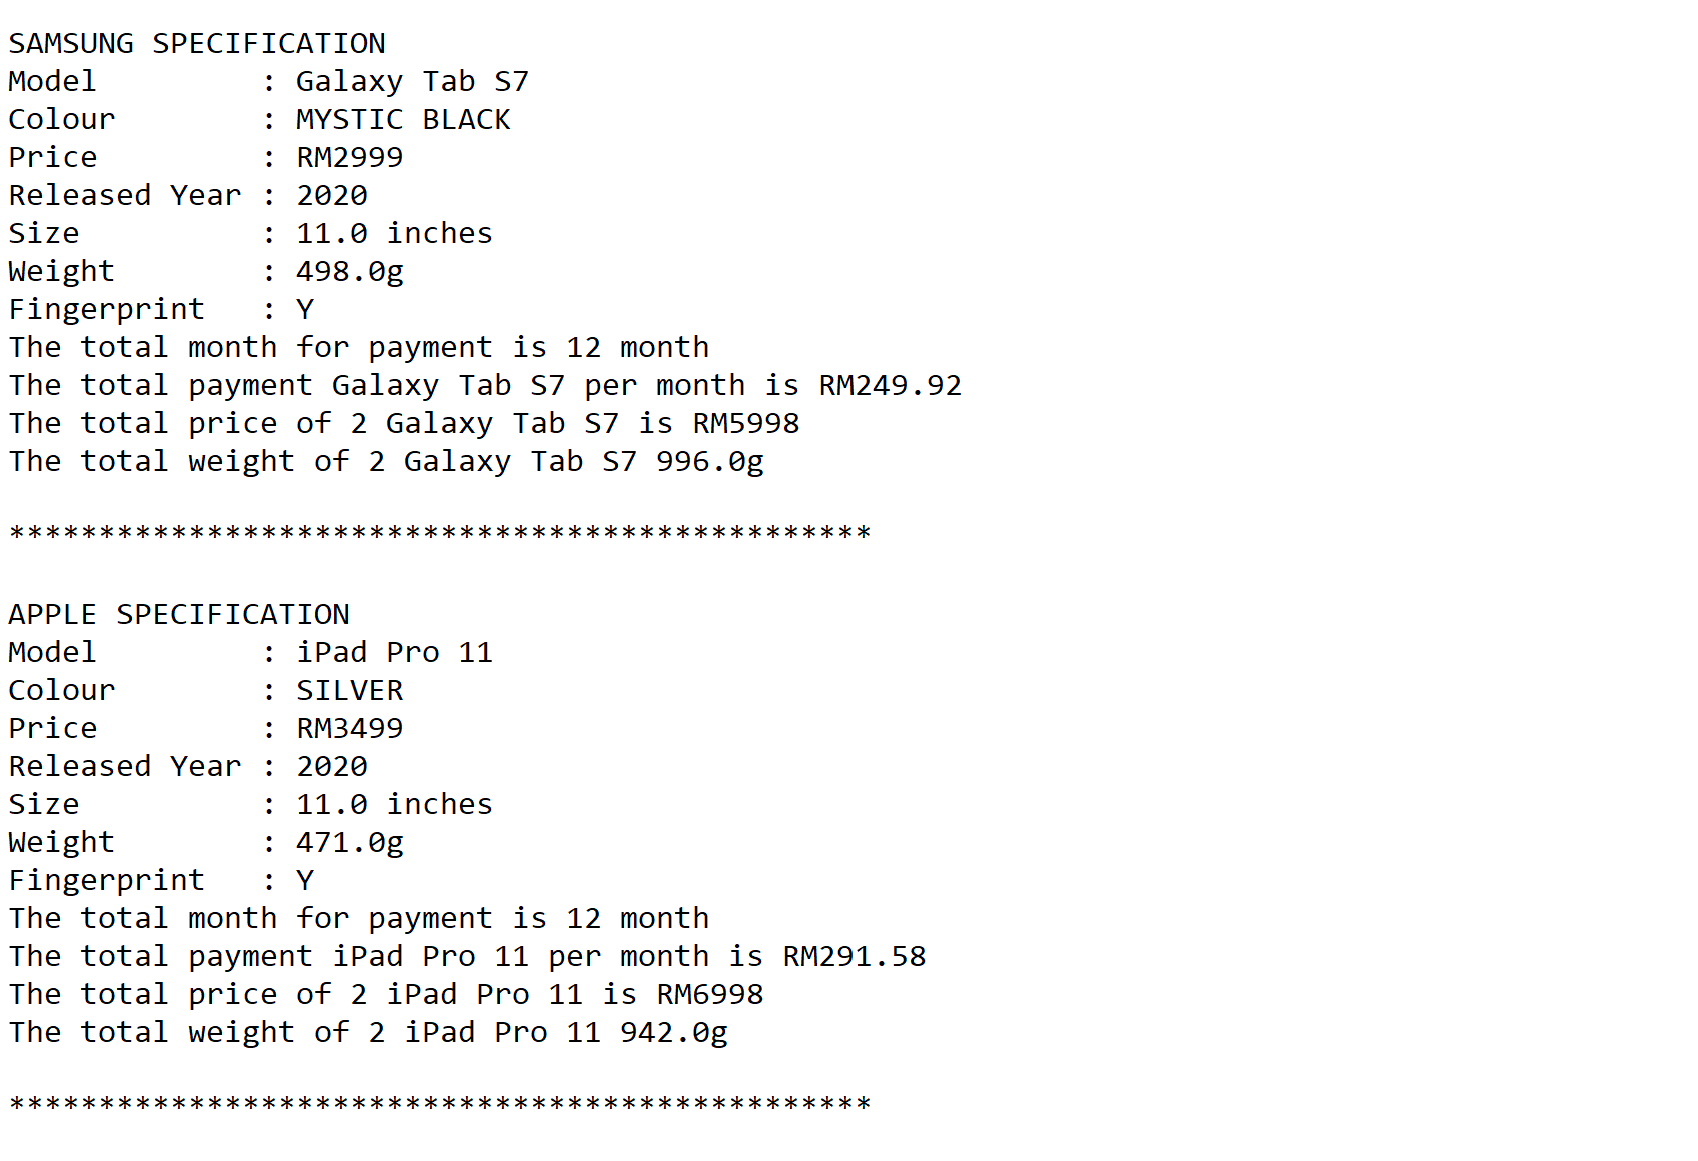 SAMSUNG SPECIFICATION
Model         : Galaxy Tab S7
Colour        : MYSTIC BLACK
Price         : RM2999
Released Year : 2020
Size          : 11.0 inches
Weight        : 498.0g
Fingerprint   : Y
The total month for payment is 12 month
The total payment Galaxy Tab S7 per month is RM249.92
The total price of 2 Galaxy Tab S7 is RM5998
The total weight of 2 Galaxy Tab S7 996.0g
************************************************
APPLE SPECIFICATION
Model         : iPad Pro 11
Colour        : SILVER
Price         : RM3499
Released Year : 2020
Size          : 11.0 inches
Weight        : 471.0g
Fingerprint   : Y
The total month for payment is 12 month
The total payment iPad Pro 11 per month is RM291.58
The total price of 2 iPad Pro 11 is RM6998
The total weight of 2 iPad Pro 11 942.0g
************************************************